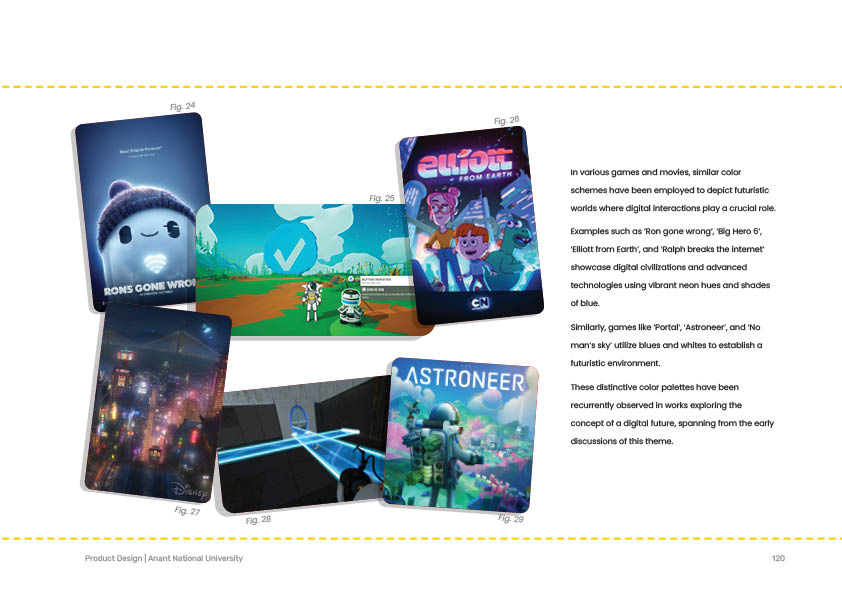 Fig. 24
Fig. 26
Fig. 25
"Best Friend Forever"
RON'S GONE WRON
elliott
FROM EARTH
CN
BUTTON REPEATER
In various games and movies, similar color
schemes have been employed to depict futuristic
worlds where digital interactions play a crucial role.
Examples such as 'Ron gone wrong', 'Big Hero 6',
'Elliott from Earth', and 'Ralph breaks the internet'
showcase digital civilizations and advanced
technologies using vibrant neon hues and shades
of blue.
Similarly, games like 'Portal', 'Astroneer', and 'No
man's sky' utilize blues and whites to establish a
futuristic environment.
These distinctive color palettes have been
recurrently observed in works exploring the
concept of a digital future, spanning from the early
discussions of this theme.
ASTRONEER
DISNEP
Fig. 27
Fig. 28
Fig. 29
Product Design | Anant National University
120